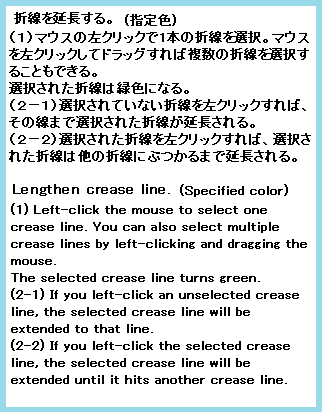 折線を延長する。 (指定色)
(1)マウスの左クリックで1本の折線を選択。マウス
を左クリックしてドラッグすれば複数の折線を選択す
ることもできる。
選択された折線は緑色になる。
(2-1)選択されていない折線を左クリックすれば、
その線まで選択された折線が延長される。
(2-2)選択された折線を左クリックすれば、選択さ
れた折線は他の折線にぶつかるまで延長される。
Lengthen crease line. (Specified color)
(1) Left-click the mouse to select one
crease line. You can also select multiple
crease lines by left-clicking and dragging the
mouse.
The selected crease line turns green.
(2-1) If you left-click an unselected crease
line, the selected crease line will be
extended to that line.
(2-2) If you left-click the selected crease
line, the selected crease line will be
extended until it hits another crease line.